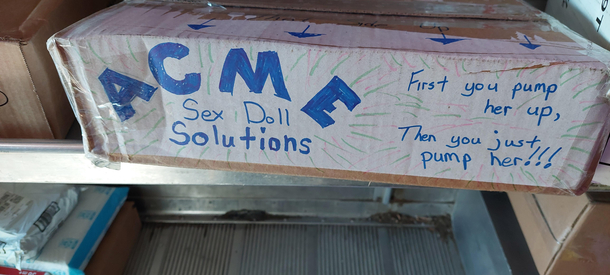 ACME
Sex Doll
Solutions
First you pump
her up,
Then you just
pump her!!!